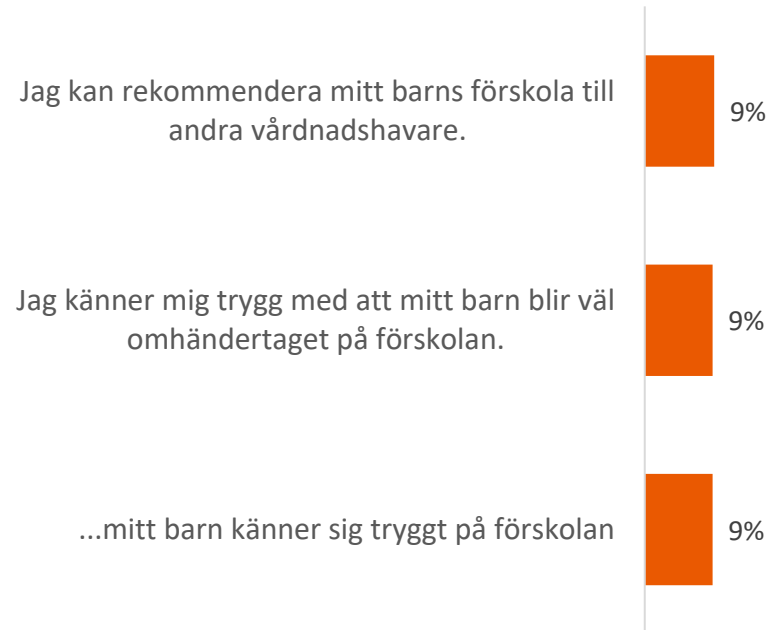 Jag kan rekommendera mitt barns förskola till
andra vårdnadshavare.
9%
Jag känner mig trygg med att mitt barn blir väl
omhändertaget på förskolan.
9%
...mitt barn känner sig tryggt på förskolan
9%